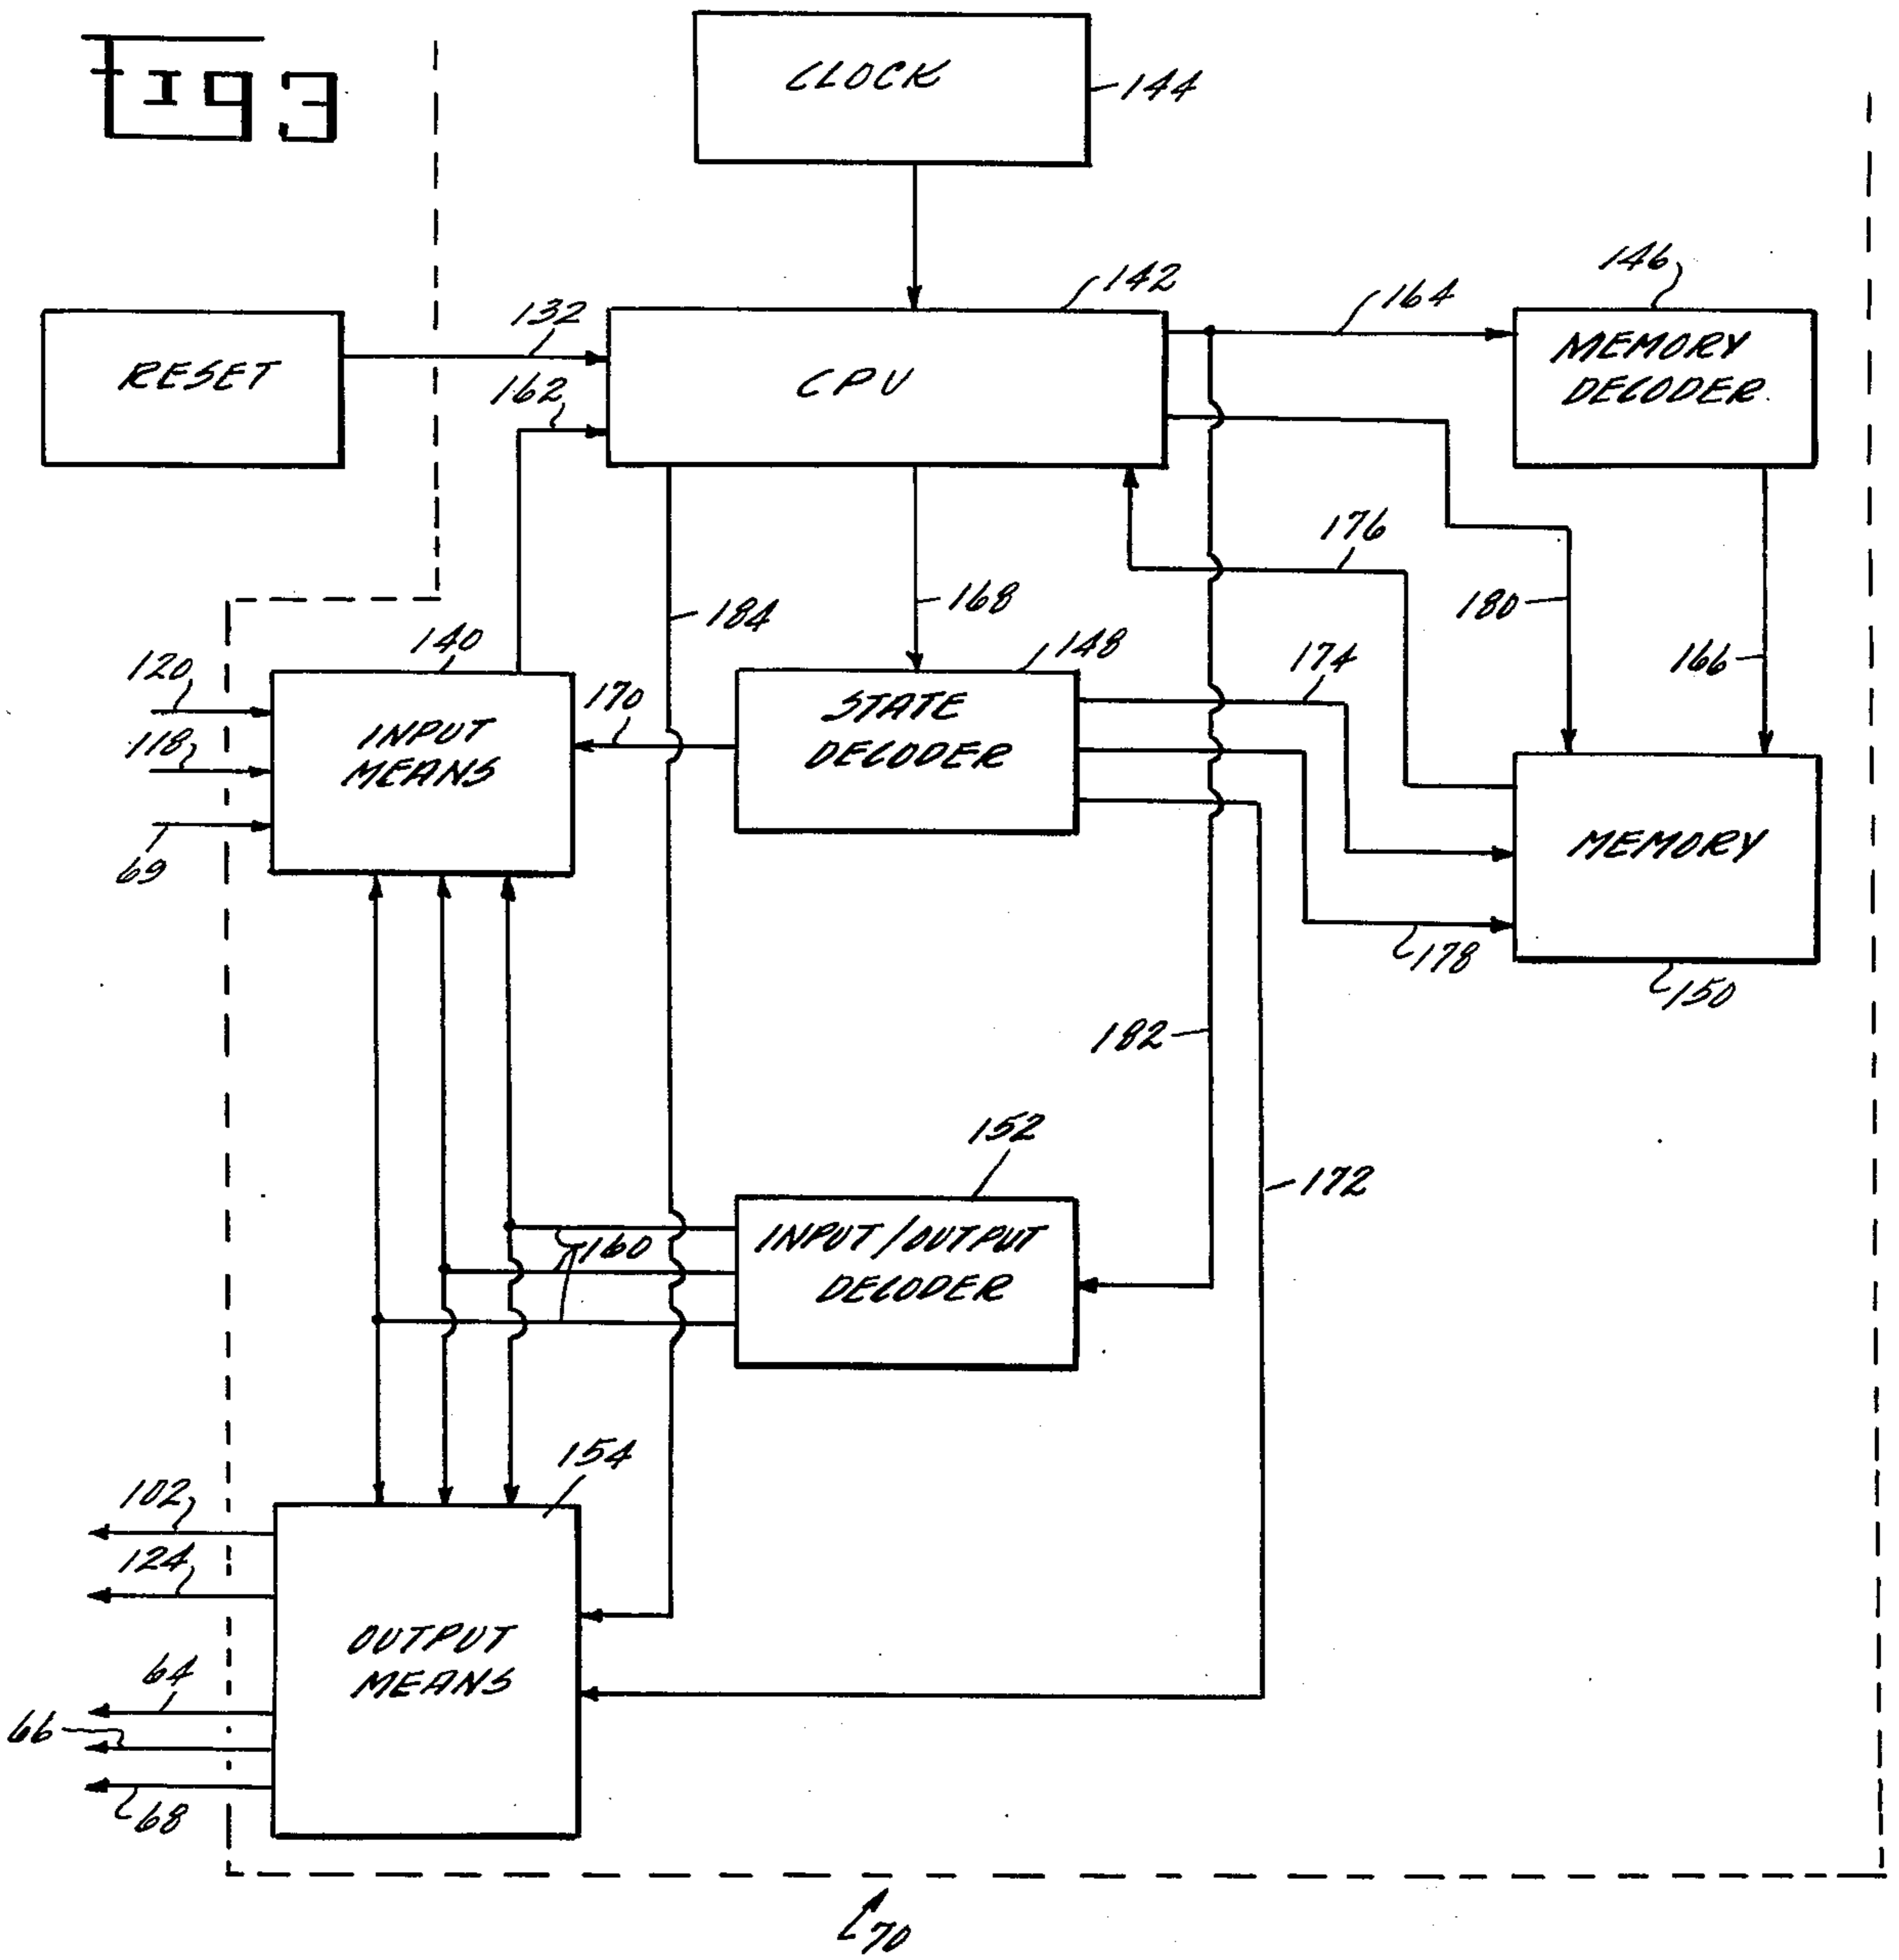 Fig 3
CLOCK
144
142
146
164
132
RESET
CPU
MEMORY
DECODER
162
176
184
168
180
140
148
174
166
120
170
118
INPUT
MEANS
STATE
DECODER
69
MEMORY
178
150
182
152
172
160
INPUT/OUTPUT
DECODER
154
102
124
OUTPUT
MEANS
64
66
68
70